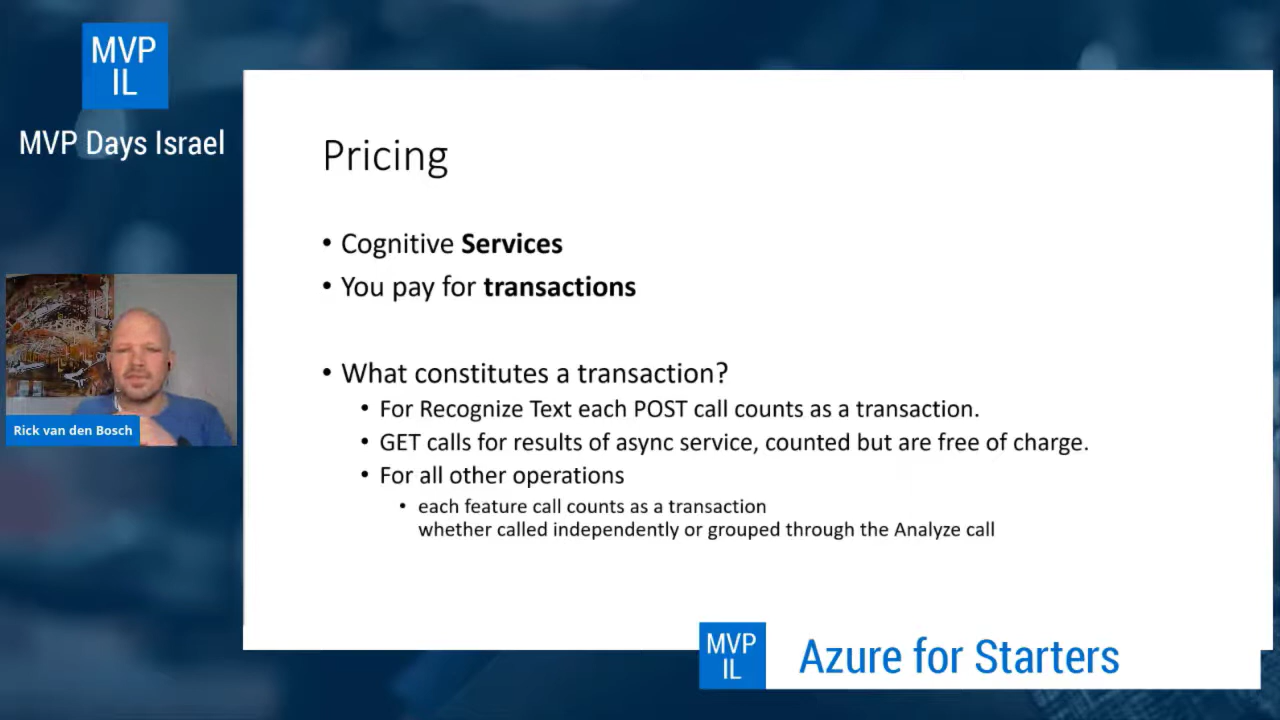 MVP
IL
MVP Days Israel
Pricing
• Cognitive Services
• You pay for transactions
• What constitutes a transaction?
• For Recognize Text each POST call counts as a transaction.
• GET calls for results of async service, counted but are free of charge.
• For all other operations
• each feature call counts as a transaction
whether called independently or grouped through the Analyze call
Rick van den Bosch
MVP
IL
Azure for Starters